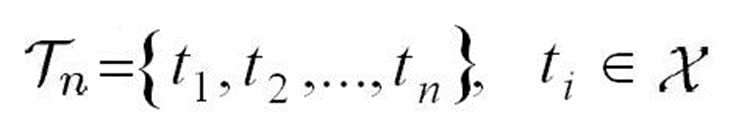 𝒯ₙ={t₁,t₂,...,tₙ}, tᵢ ∈ 𝒳